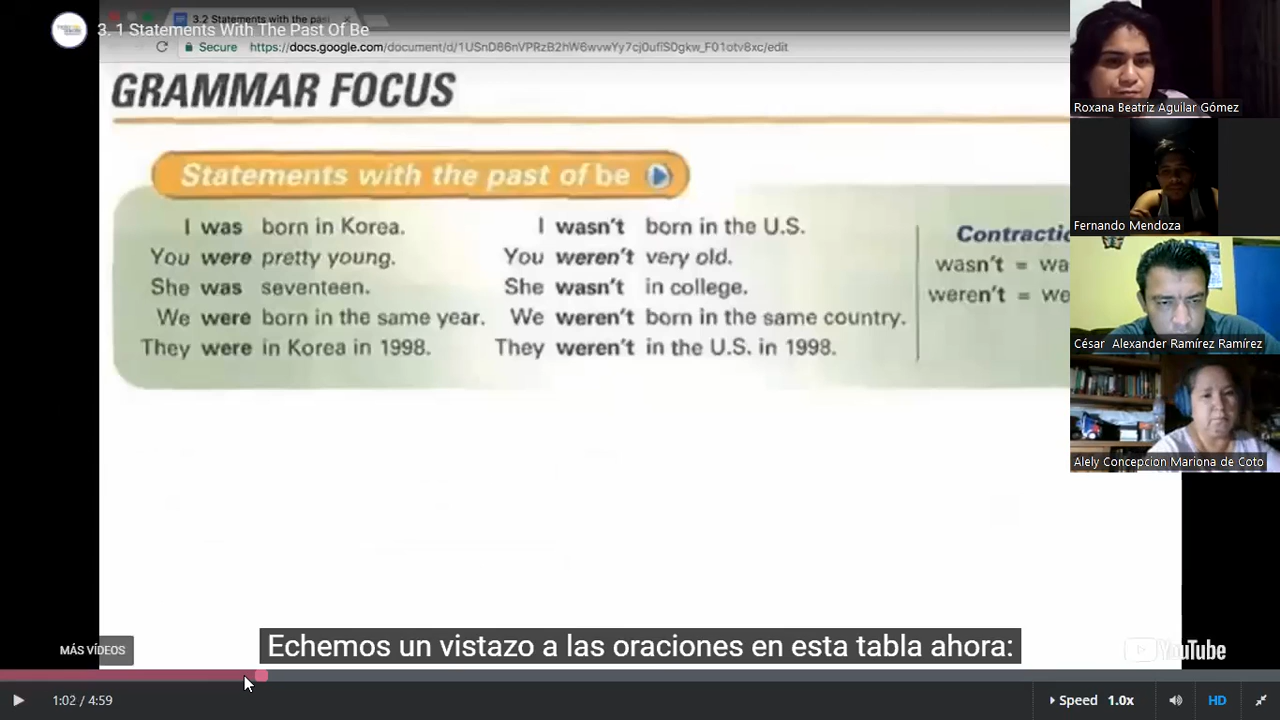 3.2 Statements with the past
3. 1 Statements With The Past Of Be
Secure https://docs.google.com/document/d/1USnD86nVPRzB2hW6wvwYy7cj0ufiS0gkw_F01otv8xc/edit
GRAMMAR FOCUS
Statements with the past of be
I was born in Korea.
You were pretty young.
She was seventeen.
We were born in the same year.
They were in Korea in 1998.
I wasn't born in the U.S.
You weren't very old.
She wasn't in college.
We weren't born in the same country.
They weren't in the U.S. in 1998.
Contractio
wasn't = wa
weren't = we
Roxana Beatriz Aguilar Gómez
Fernando Mendoza
César Alexander Ramírez Ramírez
Alely Concepcion Mariona de Coto
Echemos un vistazo a las oraciones en esta tabla ahora:
MÁS VÍDEOS
YouTube
1:02 / 4:59
Speed 1.0x
HD